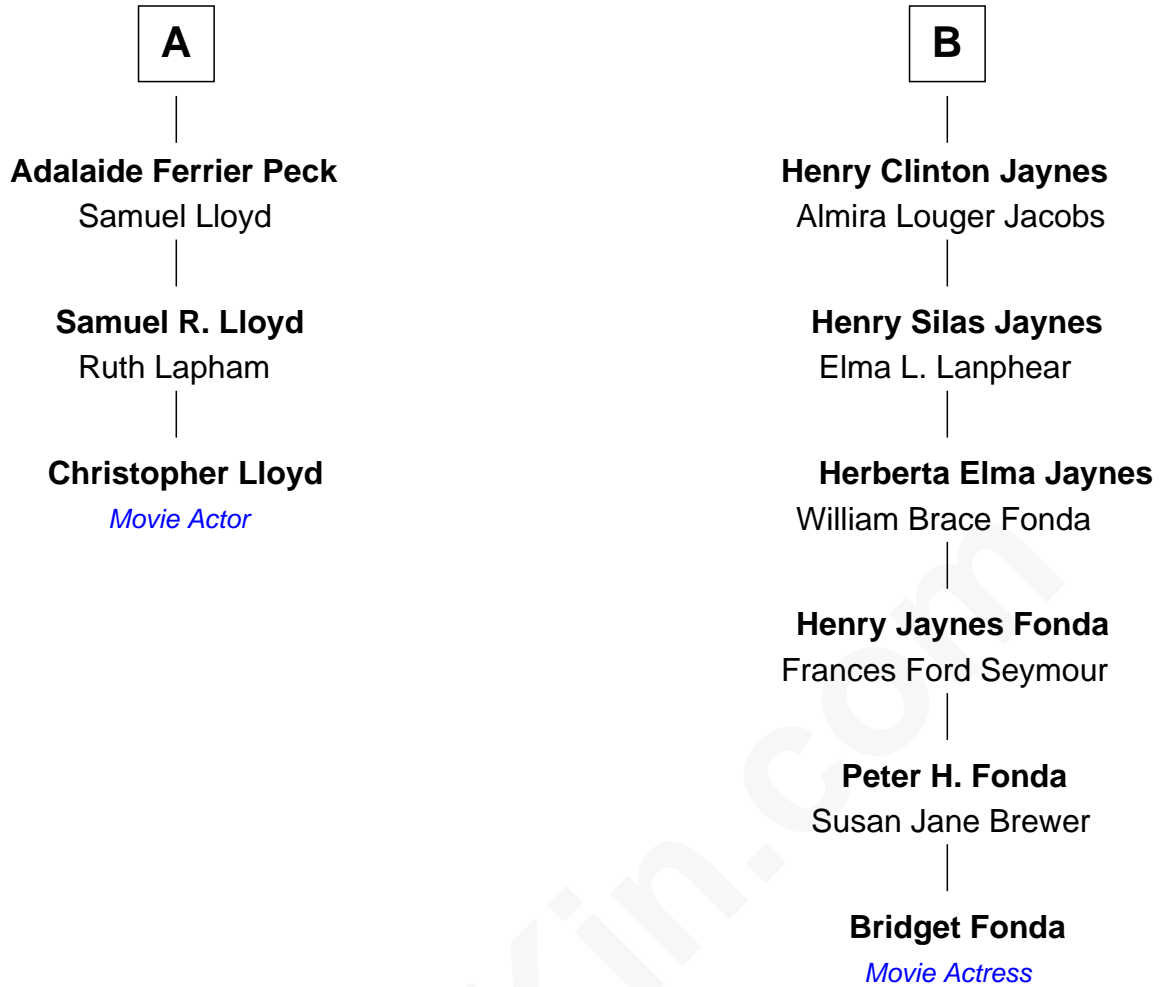 A
Adalaide Ferrier Peck
Samuel Lloyd
Samuel R. Lloyd
Ruth Lapham
Christopher Lloyd
Movie Actor
B
Henry Clinton Jaynes
Almira Louger Jacobs
Henry Silas Jaynes
Elma L. Lanphear
Herberta Elma Jaynes
William Brace Fonda
Henry Jaynes Fonda
Frances Ford Seymour
Peter H. Fonda
Susan Jane Brewer
Bridget Fonda
Movie Actress
in.com